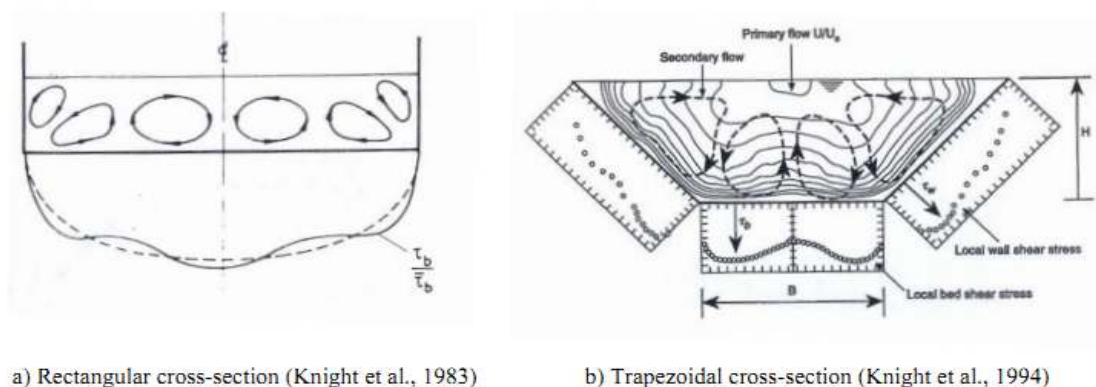 ℄
τb
τ̄b
Primary flow U/Us
Secondary flow
H
τw
τb
Local wall shear stress
Local bed shear stress
B
a) Rectangular cross-section (Knight et al., 1983)
b) Trapezoidal cross-section (Knight et al., 1994)